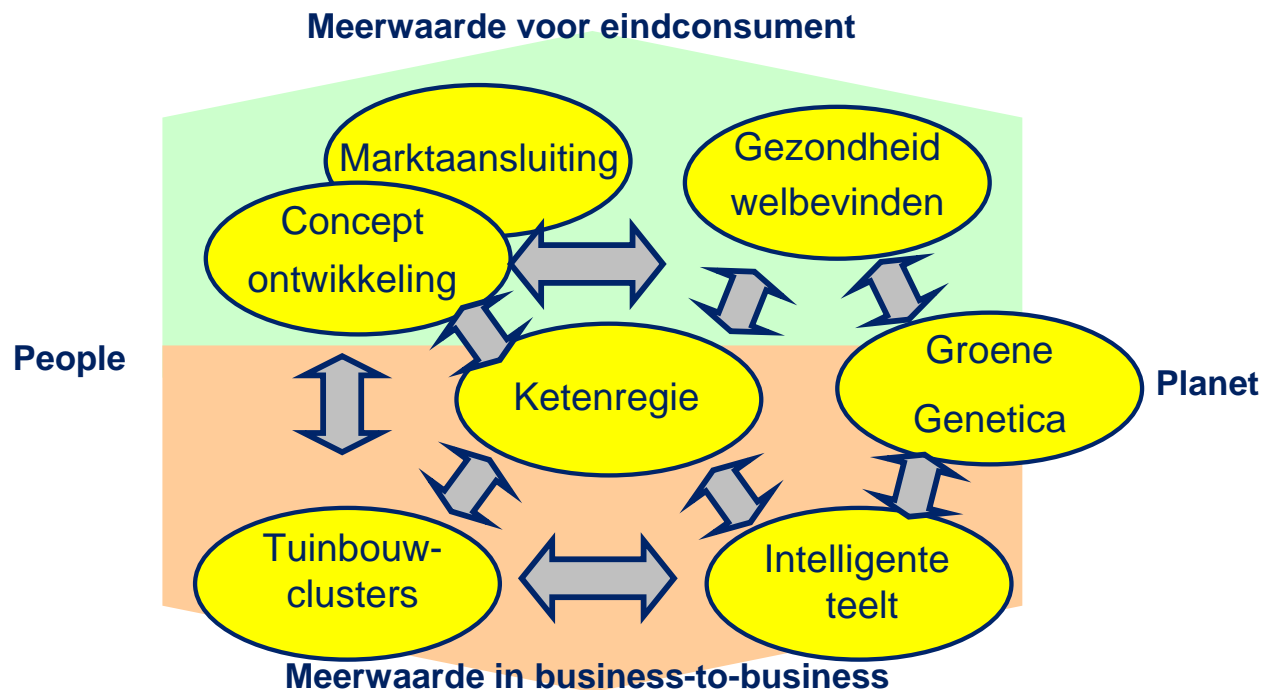 Meerwaarde voor eindconsument
Marktaansluiting
Gezondheid
welbevinden
Concept
ontwikkeling
People
Ketenregie
Groene
Genetica
Planet
Tuinbouw-
clusters
Intelligente
teelt
Meerwaarde in business-to-business